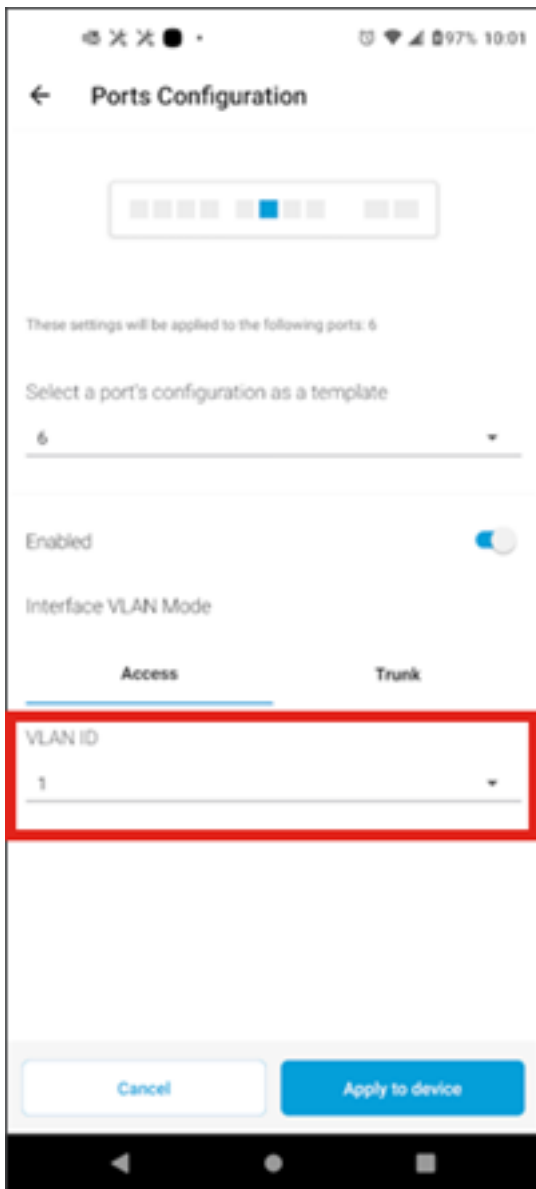 97% 10:01
Ports Configuration
These settings will be applied to the following ports: 6
Select a port's configuration as a template
6
Enabled
Interface VLAN Mode
Access Trunk
VLAN ID
1
Cancel Apply to device